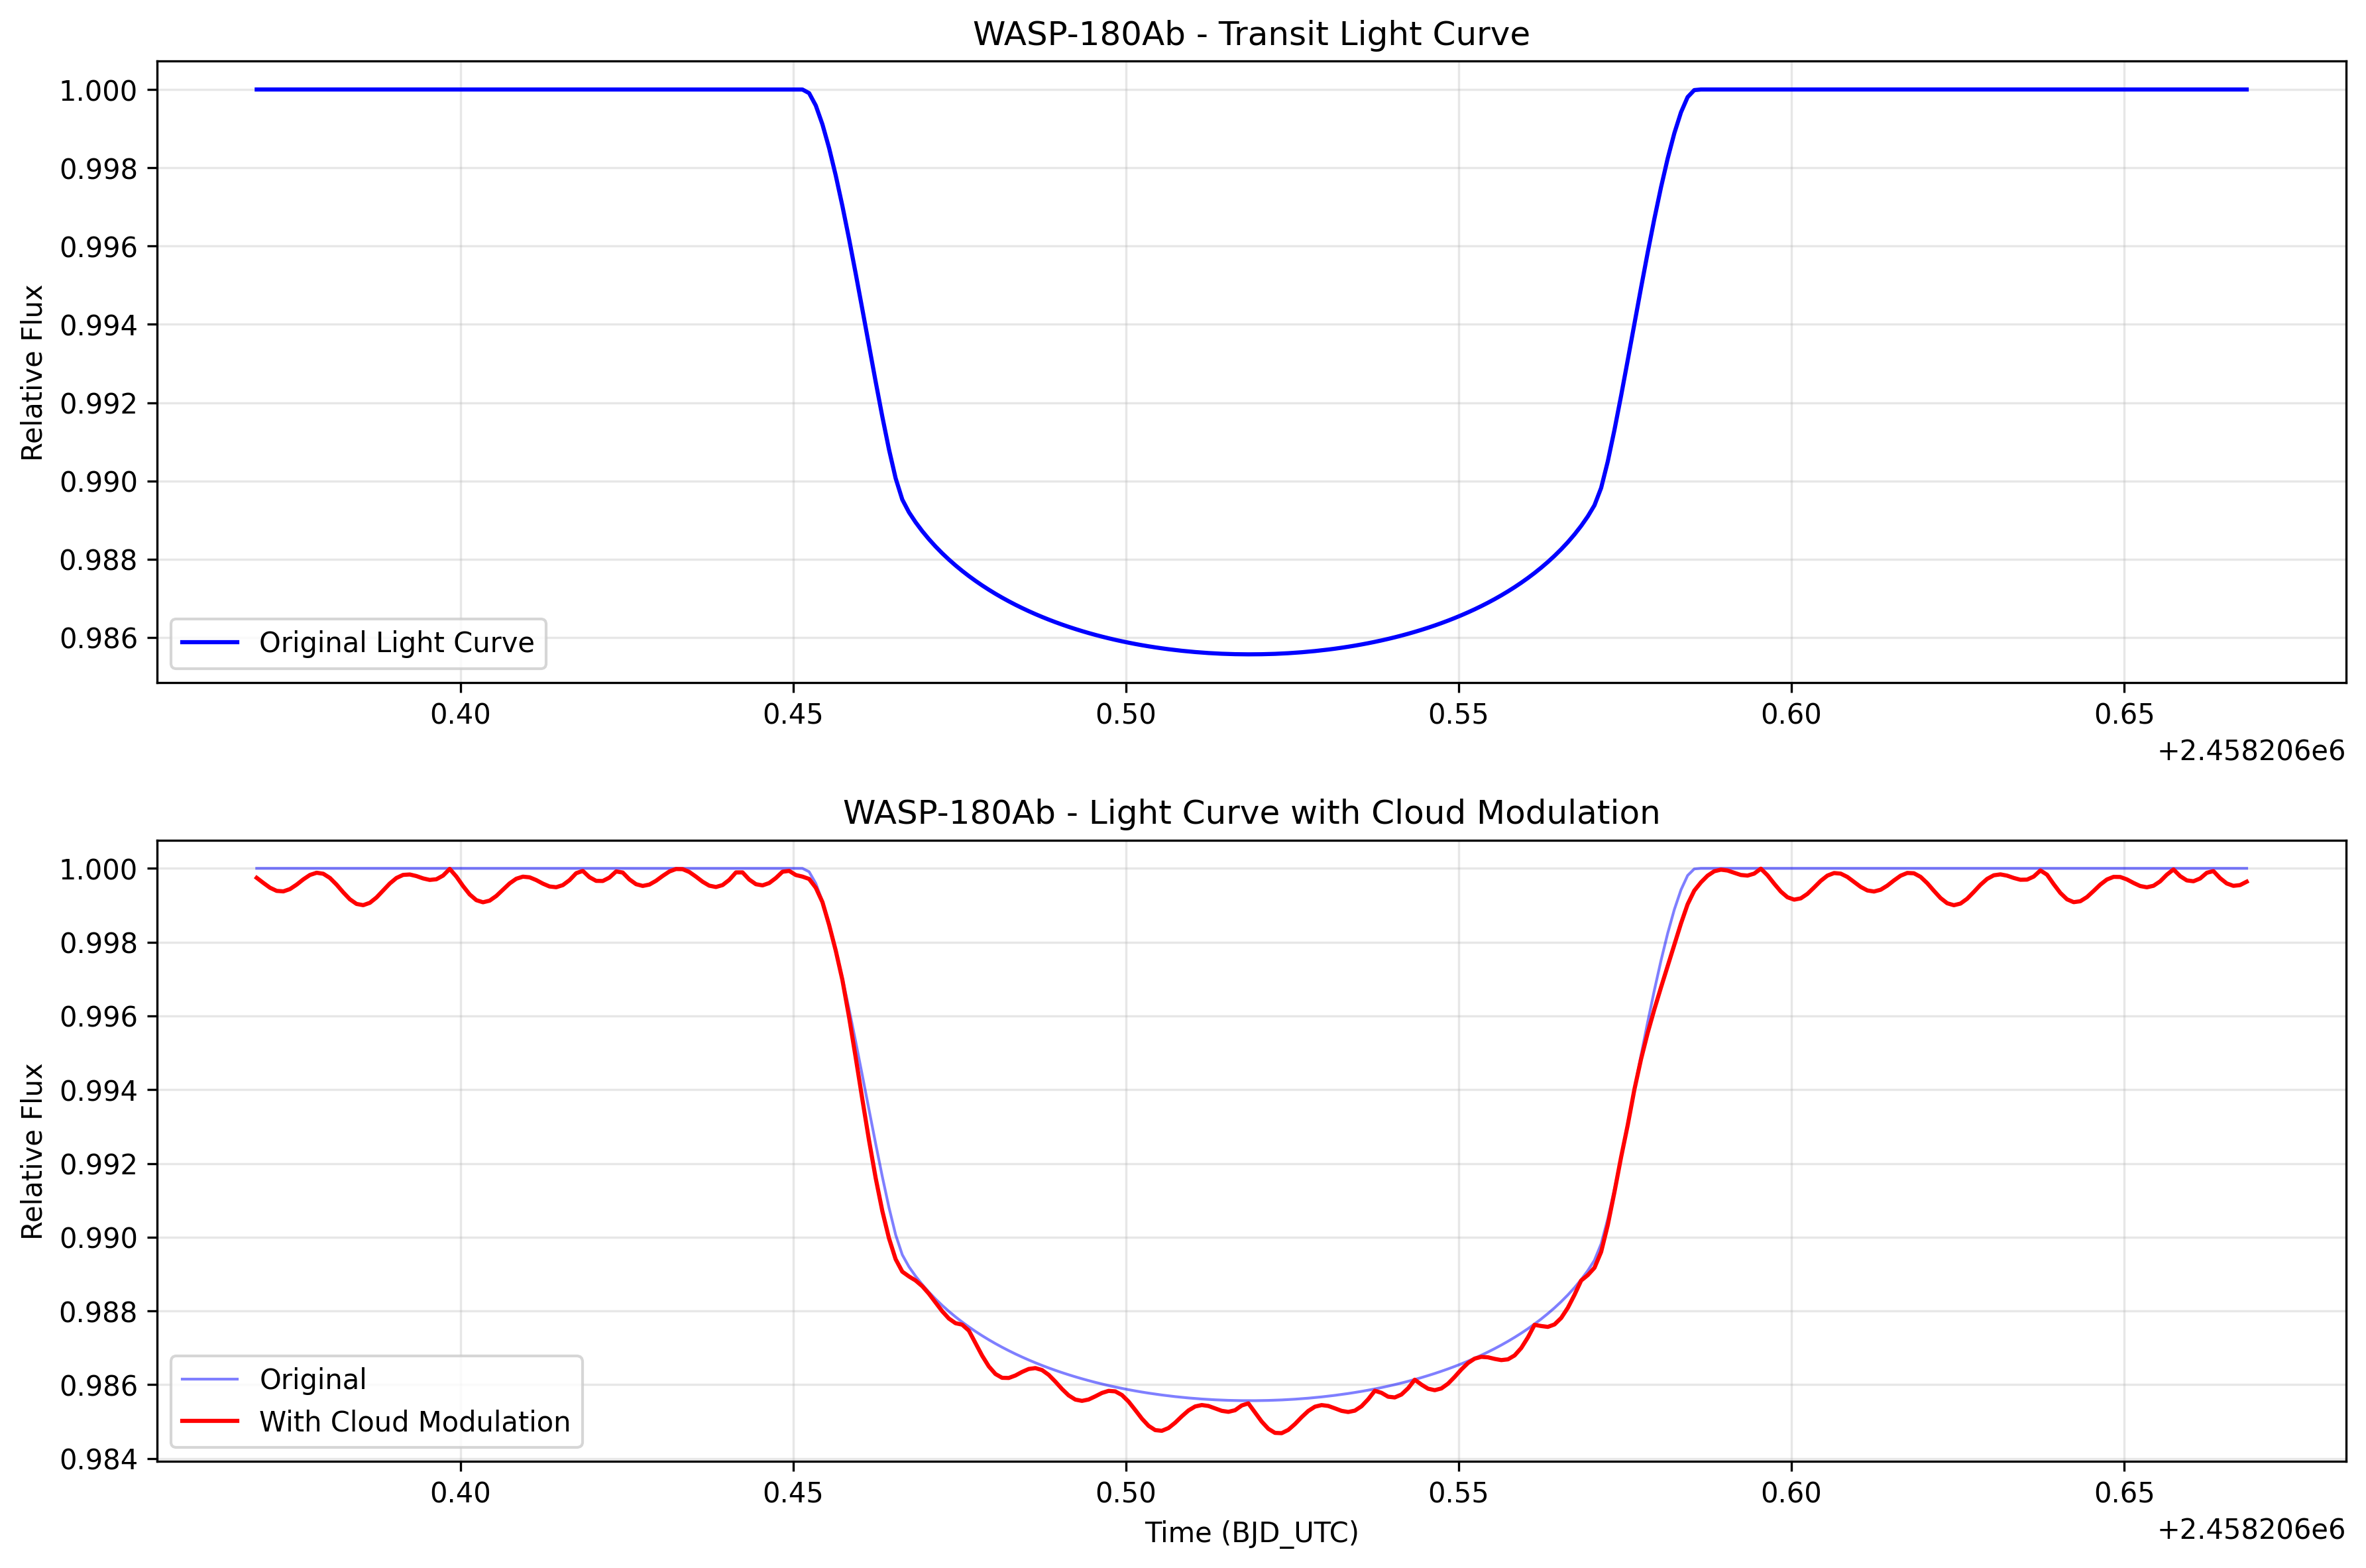 WASP-180Ab - Transit Light Curve
Relative Flux
1.000
0.998
0.996
0.994
0.992
0.990
0.988
0.986
Original Light Curve
0.40 0.45 0.50 0.55 0.60 0.65
+2.458206e6
WASP-180Ab - Light Curve with Cloud Modulation
Relative Flux
1.000
0.998
0.996
0.994
0.992
0.990
0.988
0.986
0.984
Original
With Cloud Modulation
0.40 0.45 0.50 0.55 0.60 0.65
+2.458206e6
Time (BJD_UTC)